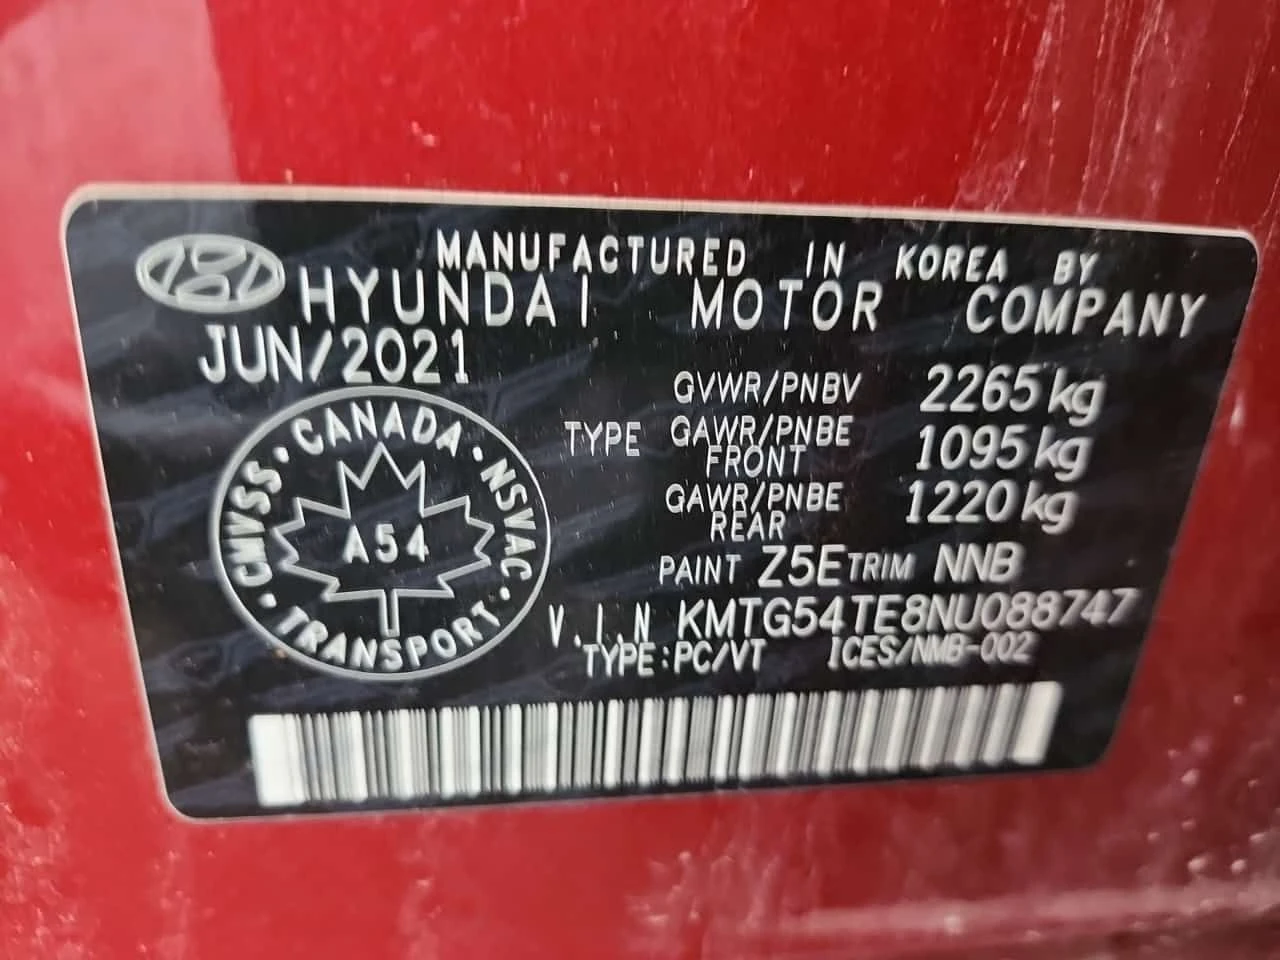 MANUFACTURED IN KOREA BY
HYUNDAI MOTOR COMPANY
JUN/2021
GVWR/PNBV 2265kg
TYPE GAWR/PNBE FRONT 1095kg
GAWR/PNBE REAR 1220kg
PAINT Z5E TRIM NNB
V.I.N KMTG54TE8NU088747
TYPE:PC/VT ICES/NMB-002
CANADA · NSVAC · TRANSPORT · CMVSS ·
A54